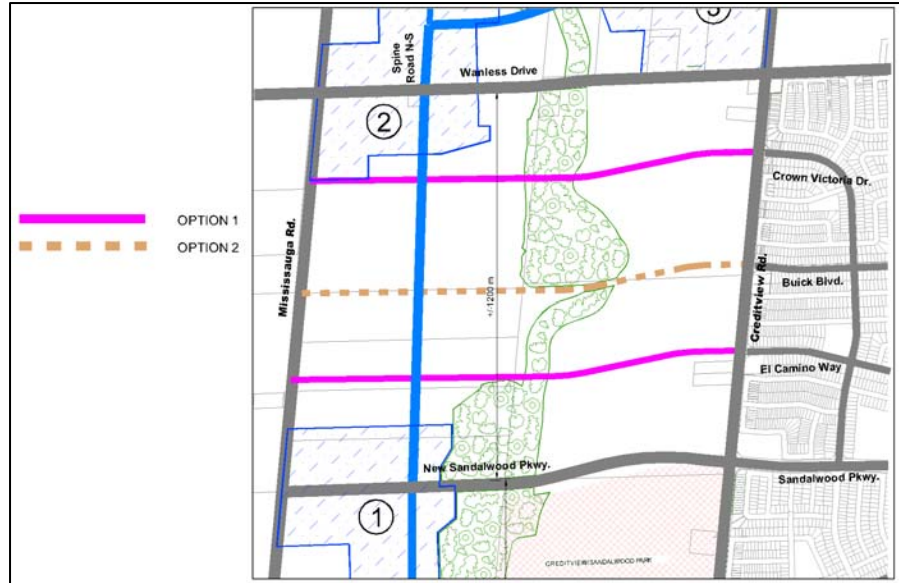 3
Spine
Road N-S
Wanless Drive
2
Crown Victoria Dr.
OPTION 1
OPTION 2
Mississauga Rd.
+/-1200 m
Creditview Rd.
Buick Blvd.
El Camino Way
New Sandalwood Pkwy.
Sandalwood Pkwy.
1
CREDITVIEW/SANDALWOOD PARK